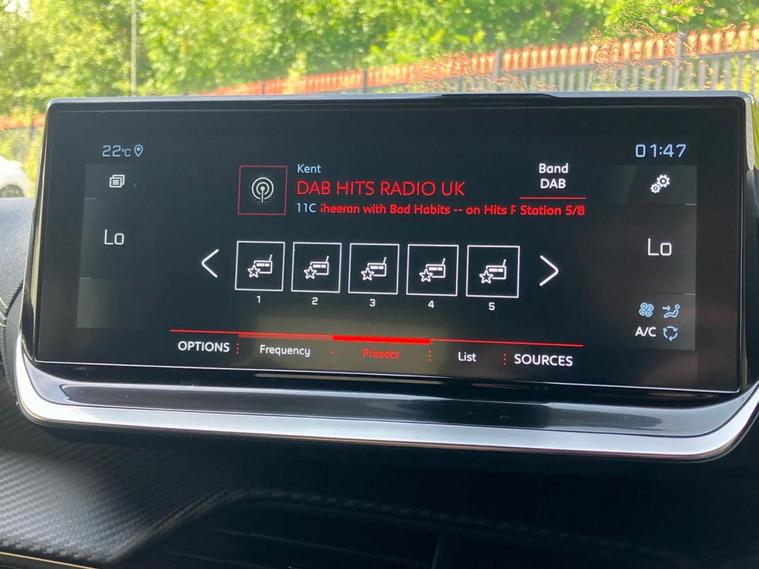 22°C
01:47
Kent
Band
DAB
DAB HITS RADIO UK
11C heeran with Bad Habits -- on Hits F Station 5/8
Lo
Lo
1 2 3 4 5
A/C
OPTIONS Frequency Presets List SOURCES